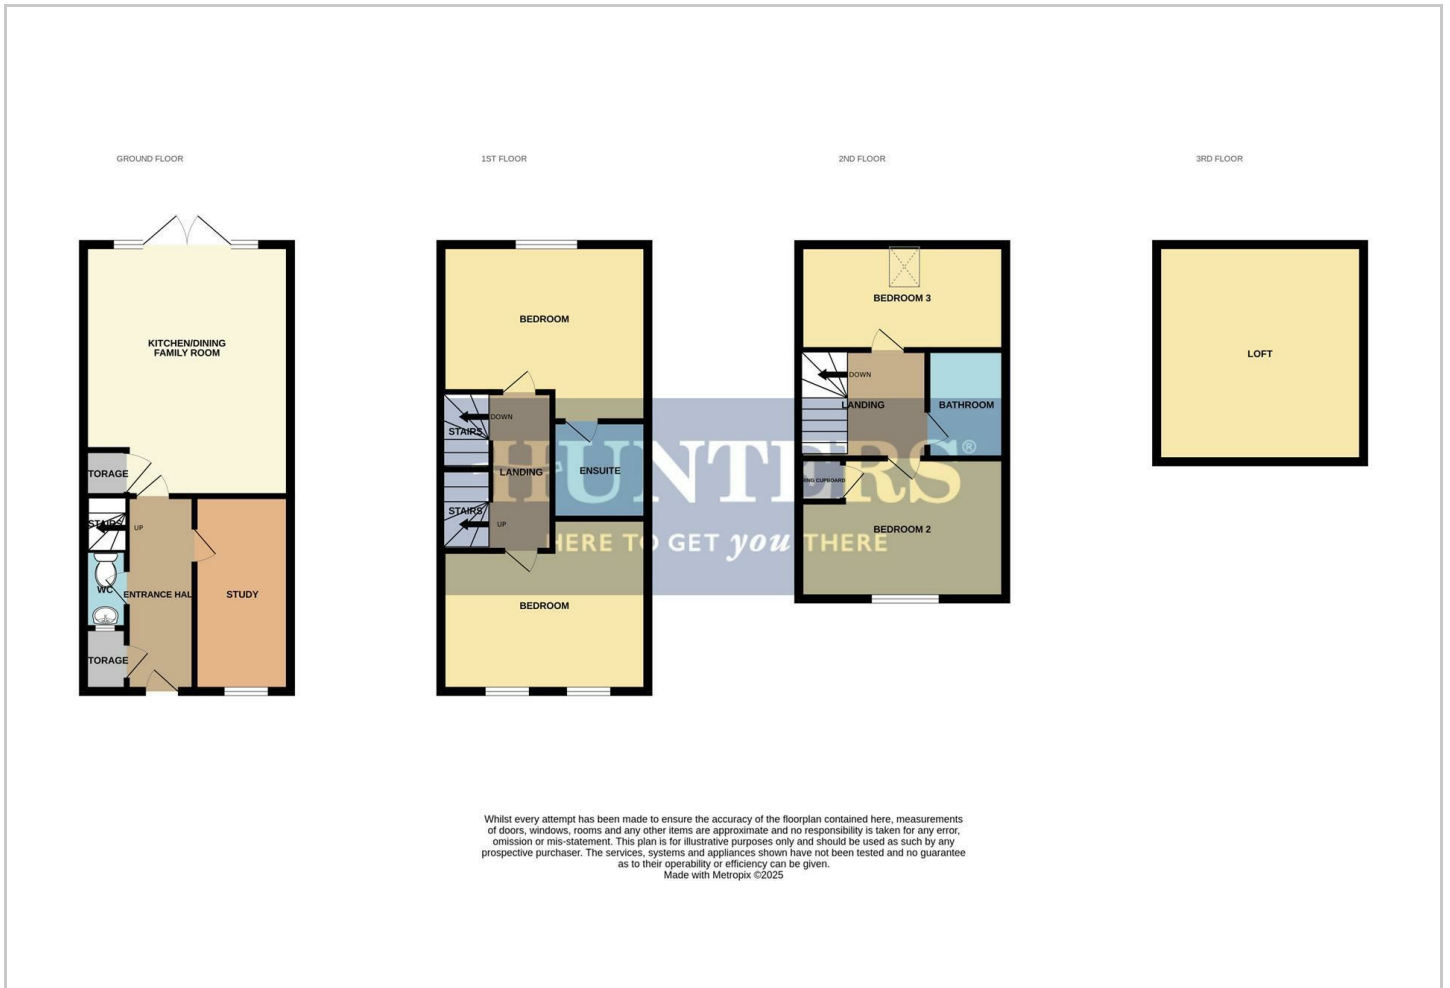 GROUND FLOOR
1ST FLOOR
2ND FLOOR
3RD FLOOR
KITCHEN/DINING
FAMILY ROOM
TORAGE
STAIRS
UP
WC
ENTRANCE HAL
STUDY
TORAGE
BEDROOM
STAIRS
DOWN
LANDING
ENSUITE
STAIRS
UP
BEDROOM
BEDROOM 3
DOWN
LANDING
BATHROOM
ING CUPBOARD
BEDROOM 2
LOFT
HUNTERS®
HERE TO GET you THERE
Whilst every attempt has been made to ensure the accuracy of the floorplan contained here, measurements
of doors, windows, rooms and any other items are approximate and no responsibility is taken for any error,
omission or mis-statement. This plan is for illustrative purposes only and should be used as such by any
prospective purchaser. The services, systems and appliances shown have not been tested and no guarantee
as to their operability or efficiency can be given.
Made with Metropix ©2025